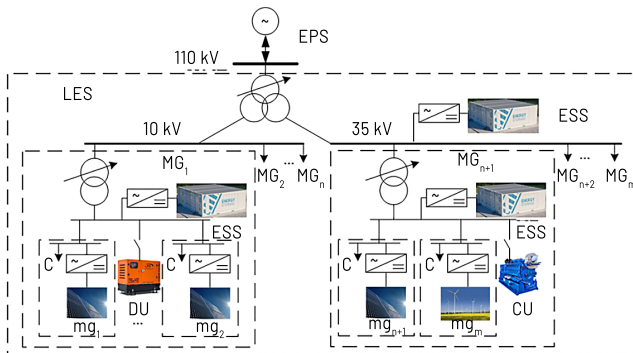 EPS
110 kV
LES
10 kV
35 kV
ESS
MG1
MG2
...
MGn
MGn+1
MGn+2
...
MGm
ESS
ESS
C
C
C
C
DU
...
CU
mg1
mg2
mgn+1
mgm